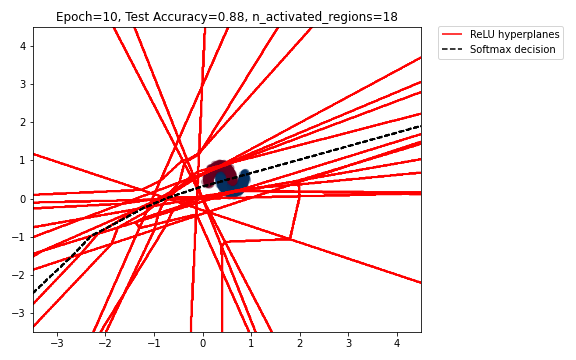 Epoch=10, Test Accuracy=0.88, n_activated_regions=18
ReLU hyperplanes
Softmax decision
4
3
2
1
0
−1
−2
−3
−3 −2 −1 0 1 2 3 4